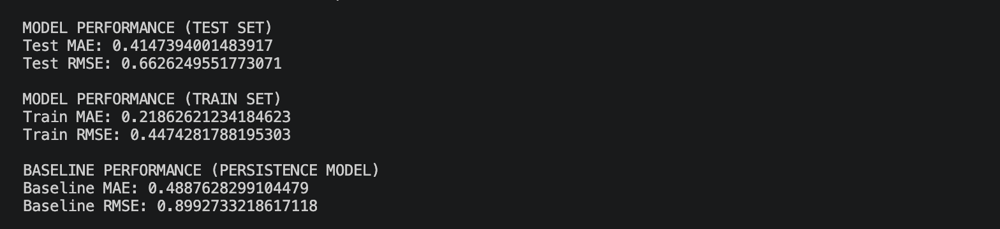 MODEL PERFORMANCE (TEST SET)
Test MAE: 0.4147394001483917
Test RMSE: 0.6626249551773071
MODEL PERFORMANCE (TRAIN SET)
Train MAE: 0.21862621234184623
Train RMSE: 0.4474281788195303
BASELINE PERFORMANCE (PERSISTENCE MODEL)
Baseline MAE: 0.4887628299104479
Baseline RMSE: 0.8992733218617118